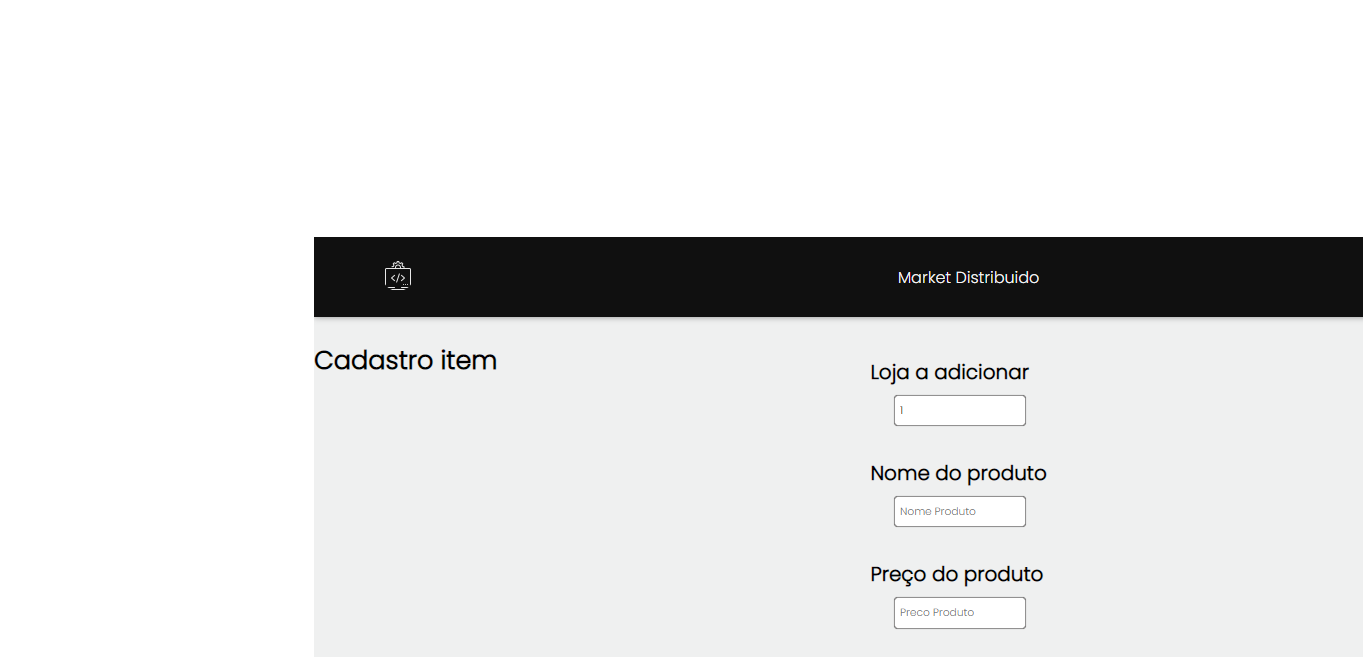 </>
Market Distribuido
Cadastro item
Loja a adicionar
1
Nome do produto
Nome Produto
Preço do produto
Preco Produto